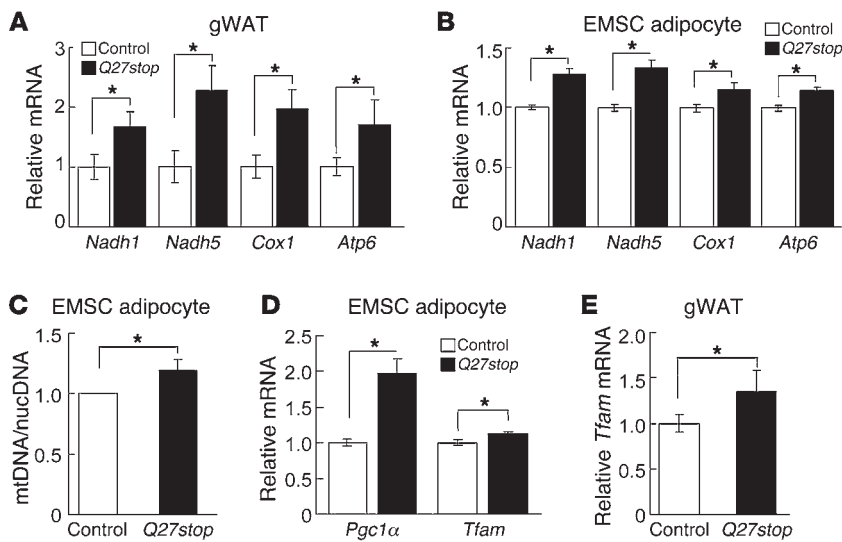 A
gWAT
Control
Q27stop
Relative mRNA
3
2
1
0
* * * *
Nadh1 Nadh5 Cox1 Atp6
B
EMSC adipocyte
Control
Q27stop
Relative mRNA
1.5
1.0
0.5
0
* * * *
Nadh1 Nadh5 Cox1 Atp6
C
EMSC adipocyte
mtDNA/nucDNA
1.5
1.0
0.5
0
*
Control Q27stop
D
EMSC adipocyte
Control
Q27stop
Relative mRNA
2.5
2.0
1.5
1.0
0.5
0
* *
Pgc1α Tfam
E
gWAT
Relative Tfam mRNA
2.0
1.5
1.0
0.5
0
*
Control Q27stop